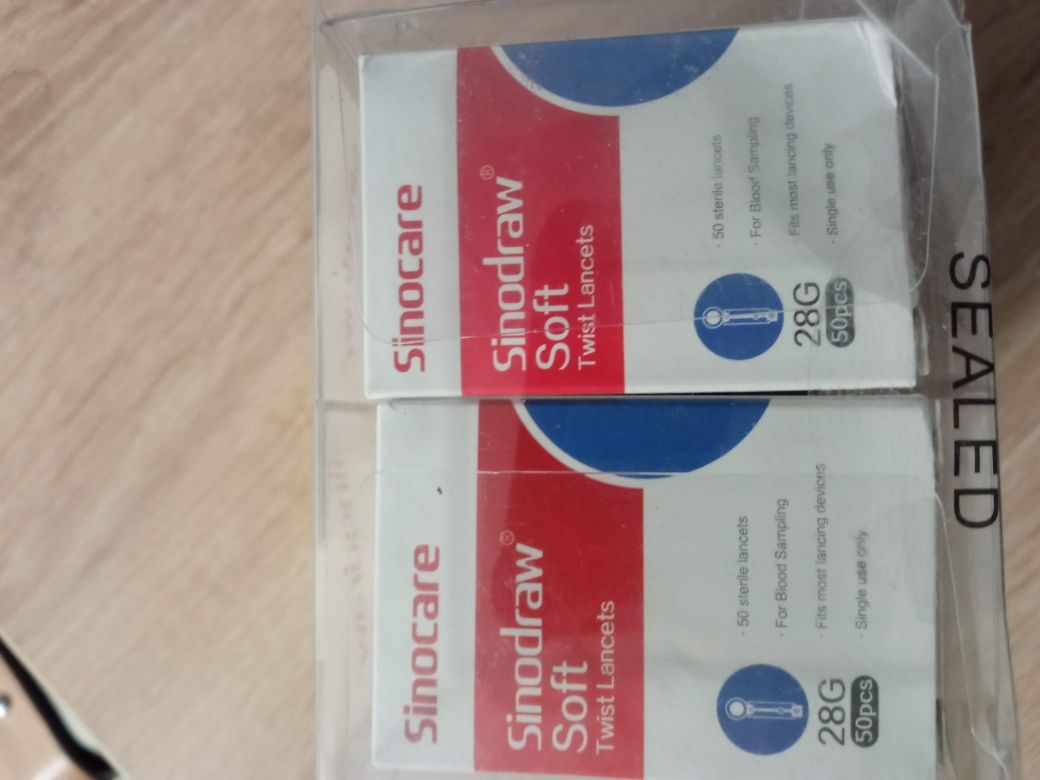 Sinocare
Sinodraw®
Soft
Twist Lancets
· 50 sterile lancets
· For Blood Sampling
· Fits most lancing devices
· Single use only
28G
50pcs
Sinocare
Sinodraw®
Soft
Twist Lancets
· 50 sterile lancets
· For Blood Sampling
· Fits most lancing devices
· Single use only
28G
50pcs
SEALED